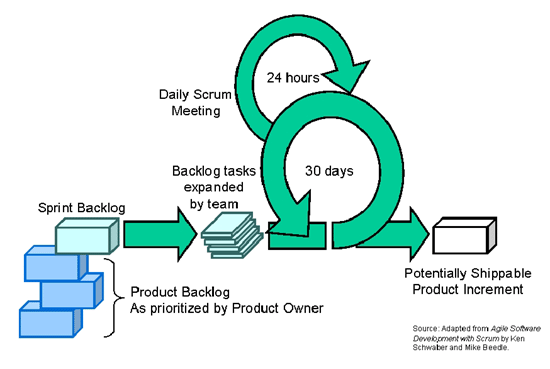 24 hours
Daily Scrum
Meeting
Backlog tasks
expanded
by team
30 days
Sprint Backlog
Product Backlog
As prioritized by Product Owner
Potentially Shippable
Product Increment
Source: Adapted from Agile Software
Development with Scrum by Ken
Schwaber and Mike Beedle.